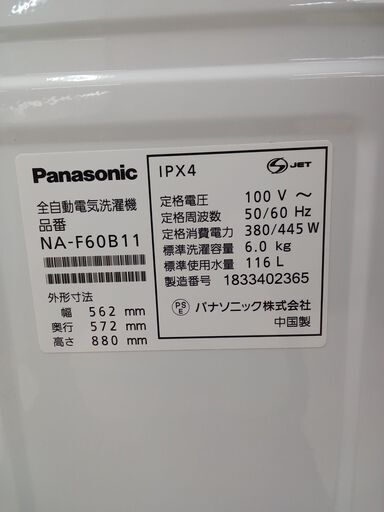 Panasonic
全自動電気洗濯機
品番
NA-F60B11
外形寸法
幅 562 mm
奥行 572 mm
高さ 880 mm
IPX4
S JET
定格電圧 100 V ～
定格周波数 50/60 Hz
定格消費電力 380/445 W
標準洗濯容量 6.0 kg
標準使用水量 116 L
製造番号 1833402365
PSE パナソニック株式会社
中国製